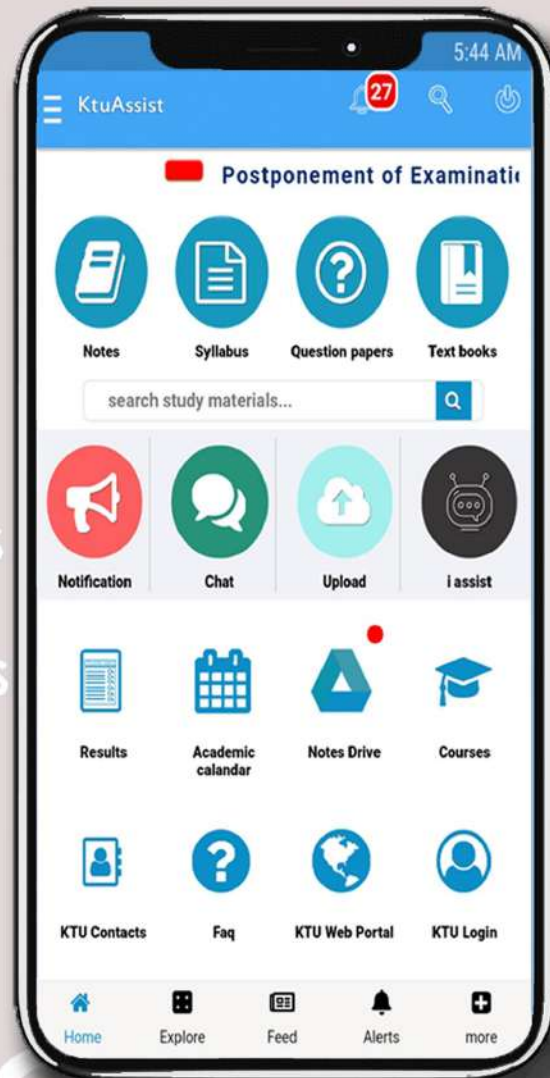 5:44 AM
KtuAssist
27
Postponement of Examinati
Notes Syllabus Question papers Text books
search study materials...
Notification Chat Upload i assist
Results Academic calandar Notes Drive Courses
KTU Contacts Faq KTU Web Portal KTU Login
Home Explore Feed Alerts more